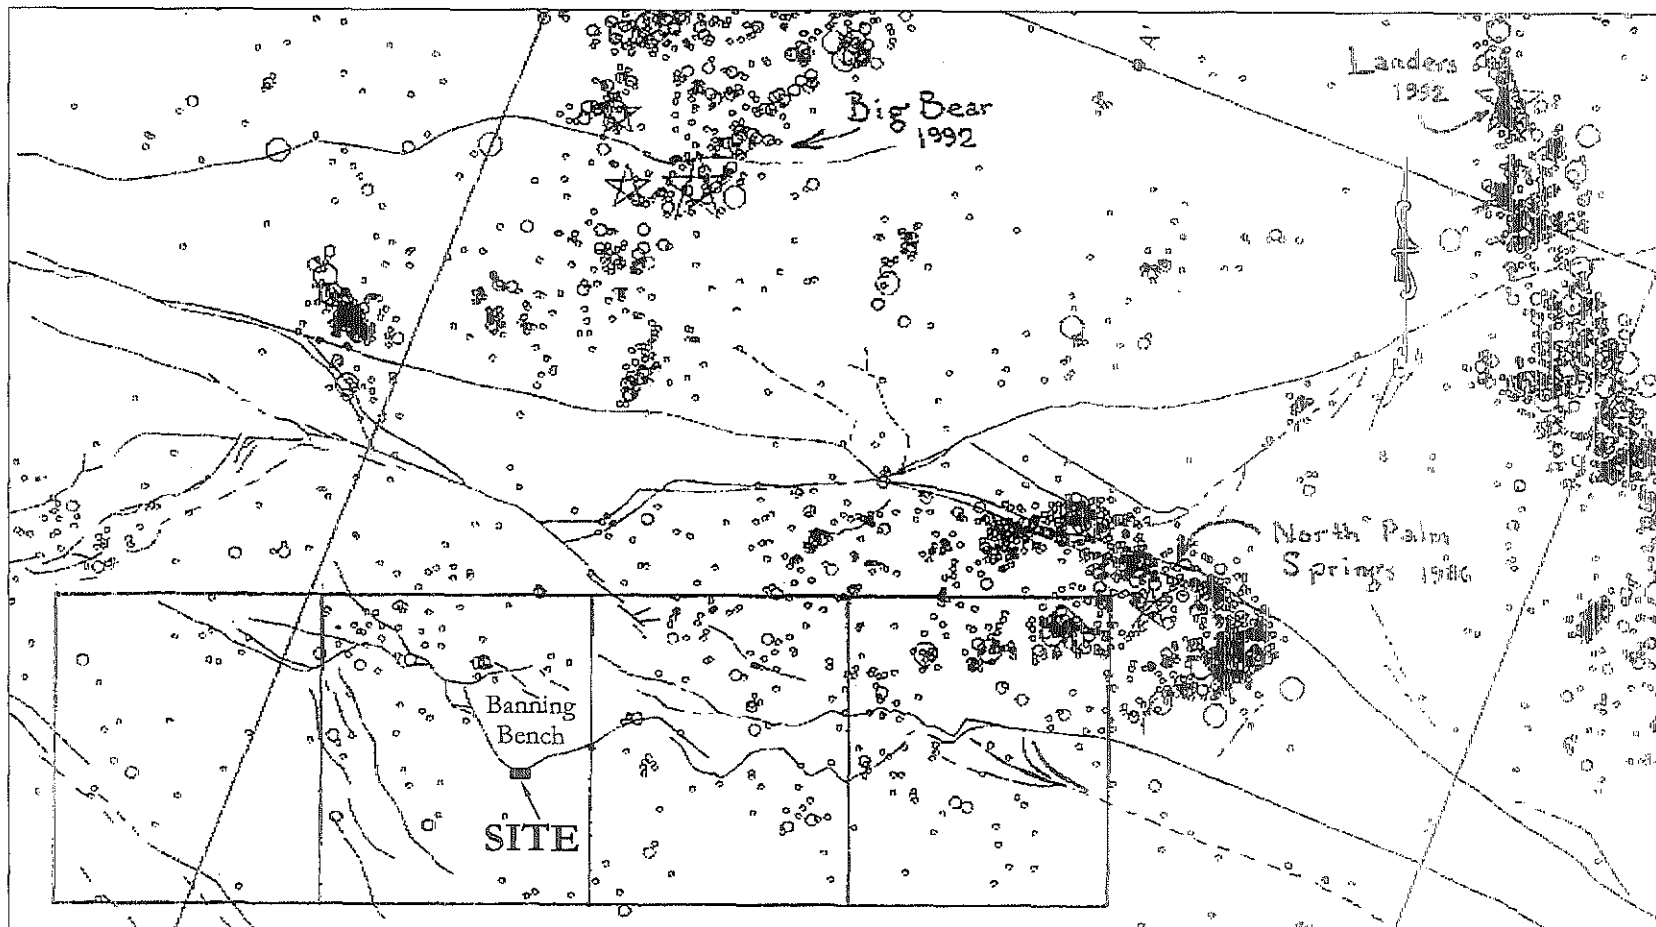 A'
Landers
1992
Big Bear
1992
North Palm
Springs 1986
Banning
Bench
SITE